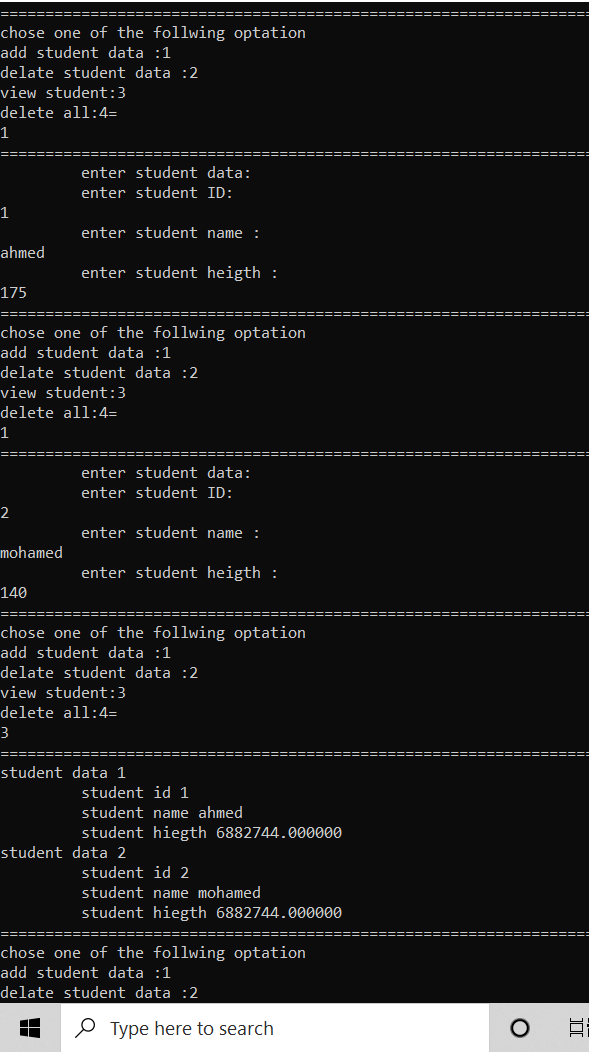 ======================================================================
chose one of the follwing optation
add student data :1
delate student data :2
view student:3
delete all:4=
1
======================================================================
enter student data:
enter student ID:
1
enter student name :
ahmed
enter student heigth :
175
======================================================================
chose one of the follwing optation
add student data :1
delate student data :2
view student:3
delete all:4=
1
======================================================================
enter student data:
enter student ID:
2
enter student name :
mohamed
enter student heigth :
140
======================================================================
chose one of the follwing optation
add student data :1
delate student data :2
view student:3
delete all:4=
3
======================================================================
student data 1
student id 1
student name ahmed
student hiegth 6882744.000000
student data 2
student id 2
student name mohamed
student hiegth 6882744.000000
======================================================================
chose one of the follwing optation
add student data :1
delate student data :2
Type here to search